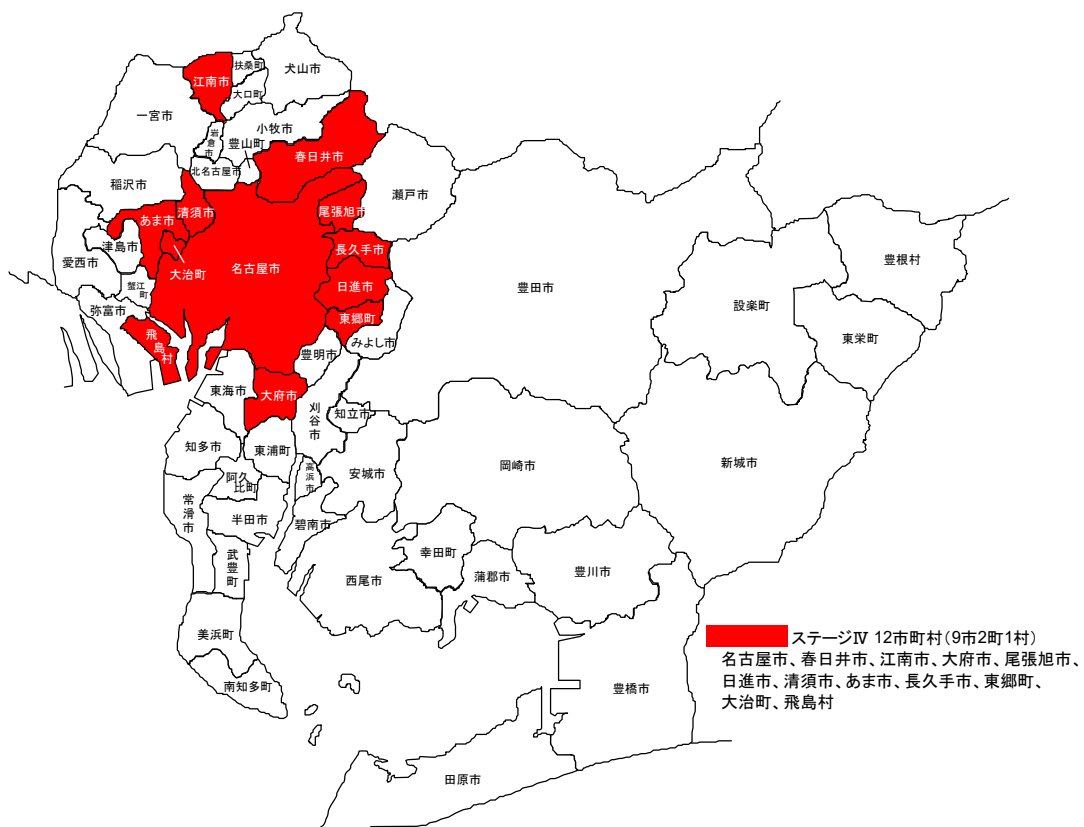 扶桑町
犬山市
江南市
大口町
一宮市
小牧市
岩倉市
豊山町
春日井市
北名古屋市
稲沢市
瀬戸市
清須市
尾張旭市
あま市
津島市
長久手市
愛西市
大治町
名古屋市
豊根村
蟹江町
日進市
豊田市
設楽町
弥富市
東郷町
飛島村
みよし市
東栄町
豊明市
東海市
大府市
刈谷市
知立市
知多市
東浦町
岡崎市
新城市
高浜市
安城市
阿久比町
常滑市
半田市
碧南市
幸田町
武豊町
西尾市
蒲郡市
豊川市
美浜町
ステージⅣ 12市町村(9市2町1村)
名古屋市、春日井市、江南市、大府市、尾張旭市、
日進市、清須市、あま市、長久手市、東郷町、
大治町、飛島村
南知多町
豊橋市
田原市